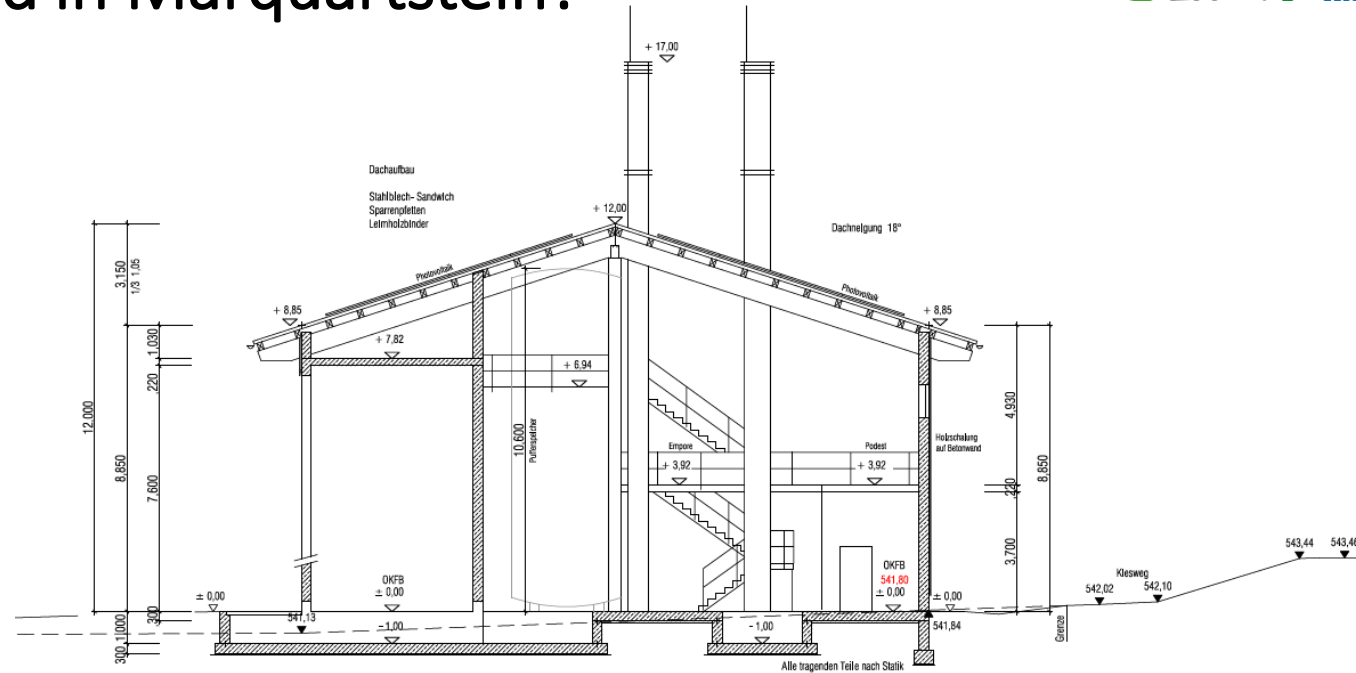 in Marquartstein?
+ 17,00
Dachaufbau
Stahlblech- Sandwich
Sparrenpfetten
Leimholzbinder
+ 12,00
Dachneigung 18°
Photovoltaik
Photovoltaik
+ 8,85
+ 8,85
+ 7,82
+ 6,94
12,000
3,150
1/3 1,05
8,850
1,030
,220
7,600
300
1,000
300
10,600
Pufferspeicher
Empore
+ 3,92
Podest
+ 3,92
Holzschalung
auf Betonwand
4,930
,220
3,700
8,850
OKFB
± 0,00
OKFB
541,80
± 0,00
± 0,00
± 0,00
541,13
- 1,00
- 1,00
541,84
Grenze
Kiesweg
542,02
542,10
543,44
543,46
Alle tragenden Teile nach Statik